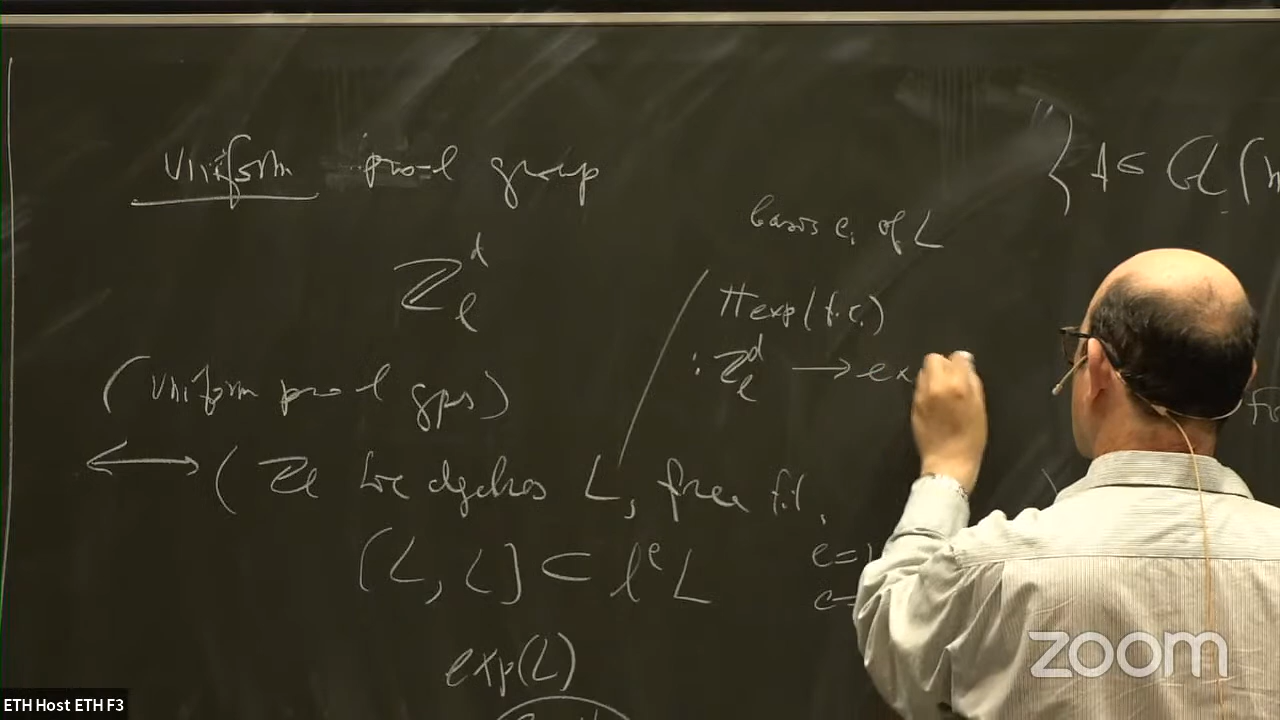 Uniform pro-l group
Z_l^d
(Uniform pro-l gps)
⟷ (Z_l Lie algebras L, free f.t.,
[L, L] ⊂ l^e L
e=1
e=
exp(L)
basis e_i of L
π exp(t_i e_i)
: Z_l^d ⟶ ex
{ A ∈ GL(
zoom
ETH Host ETH F3